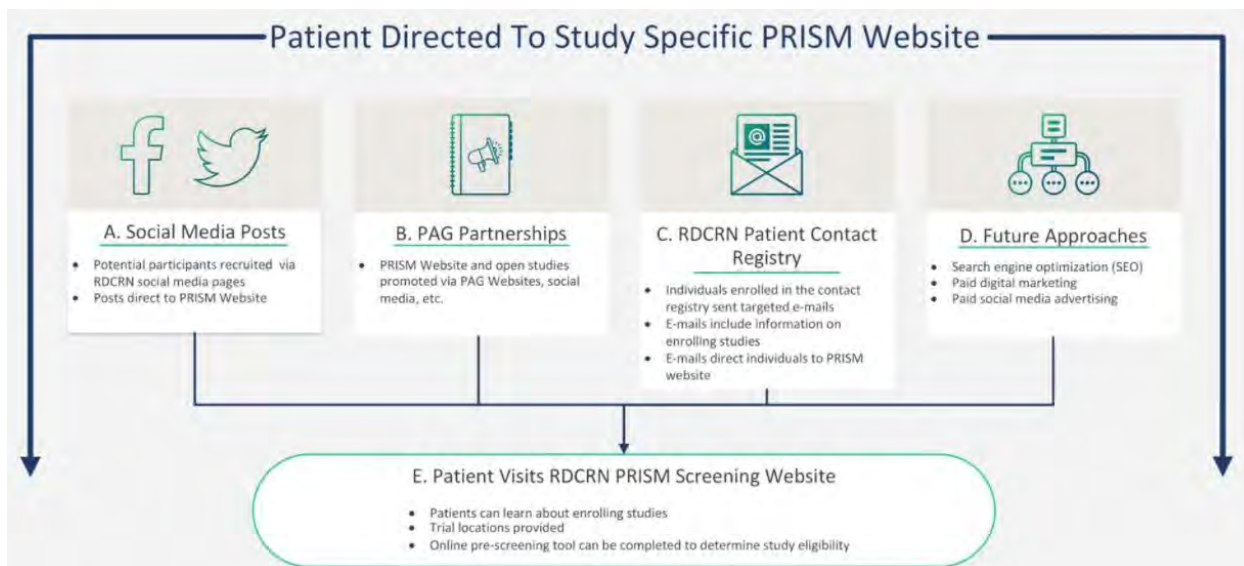 Patient Directed To Study Specific PRISM Website
A. Social Media Posts
• Potential participants recruited via
RDCRN social media pages
• Posts direct to PRISM Website
B. PAG Partnerships
• PRISM Website and open studies
promoted via PAG Websites, social
media, etc.
C. RDCRN Patient Contact
Registry
• Individuals enrolled in the contact
registry sent targeted e-mails
• E-mails include information on
enrolling studies
• E-mails direct individuals to PRISM
website
D. Future Approaches
• Search engine optimization (SEO)
• Paid digital marketing
• Paid social media advertising
E. Patient Visits RDCRN PRISM Screening Website
• Patients can learn about enrolling studies
• Trial locations provided
• Online pre-screening tool can be completed to determine study eligibility